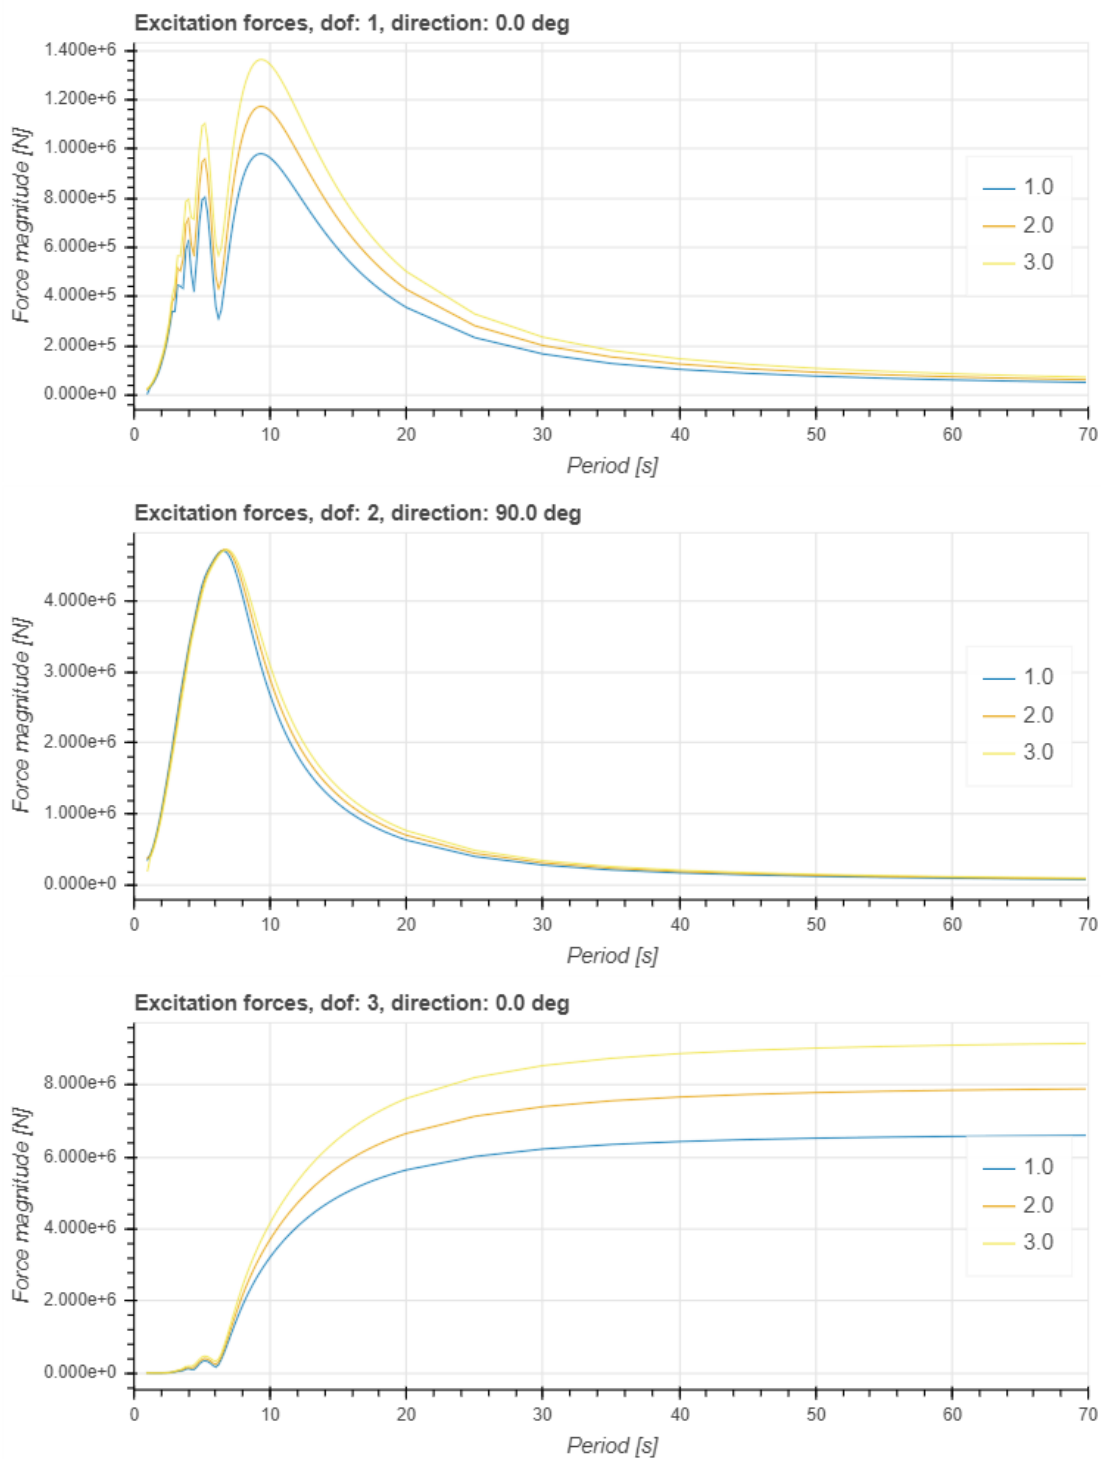 Excitation forces, dof: 1, direction: 0.0 deg
1.400e+6
1.200e+6
1.000e+6
8.000e+5
6.000e+5
4.000e+5
2.000e+5
0.000e+0
Force magnitude [N]
1.0
2.0
3.0
0 10 20 30 40 50 60 70
Period [s]
Excitation forces, dof: 2, direction: 90.0 deg
4.000e+6
3.000e+6
2.000e+6
1.000e+6
0.000e+0
Force magnitude [N]
1.0
2.0
3.0
0 10 20 30 40 50 60 70
Period [s]
Excitation forces, dof: 3, direction: 0.0 deg
8.000e+6
6.000e+6
4.000e+6
2.000e+6
0.000e+0
Force magnitude [N]
1.0
2.0
3.0
0 10 20 30 40 50 60 70
Period [s]